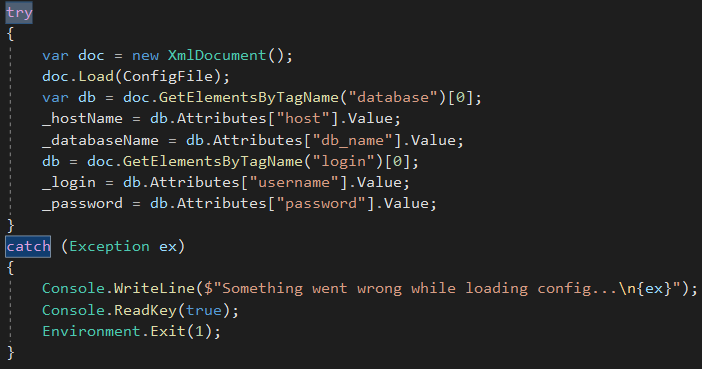 try
{
    var doc = new XmlDocument();
    doc.Load(ConfigFile);
    var db = doc.GetElementsByTagName("database")[0];
    _hostName = db.Attributes["host"].Value;
    _databaseName = db.Attributes["db_name"].Value;
    db = doc.GetElementsByTagName("login")[0];
    _login = db.Attributes["username"].Value;
    _password = db.Attributes["password"].Value;
}
catch (Exception ex)
{
    Console.WriteLine($"Something went wrong while loading config...\n{ex}");
    Console.ReadKey(true);
    Environment.Exit(1);
}